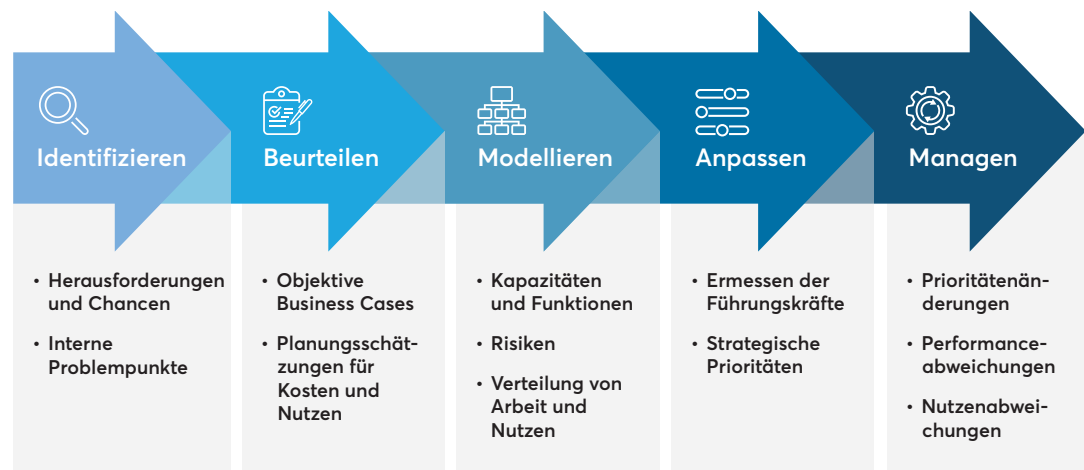 Identifizieren
Beurteilen
Modellieren
Anpassen
Managen
• Herausforderungen
und Chancen
• Interne
Problempunkte
• Objektive
Business Cases
• Planungsschät-
zungen für
Kosten und
Nutzen
• Kapazitäten
und Funktionen
• Risiken
• Verteilung von
Arbeit und
Nutzen
• Ermessen der
Führungskräfte
• Strategische
Prioritäten
• Prioritätenän-
derungen
• Performance-
abweichungen
• Nutzenabwei-
chungen